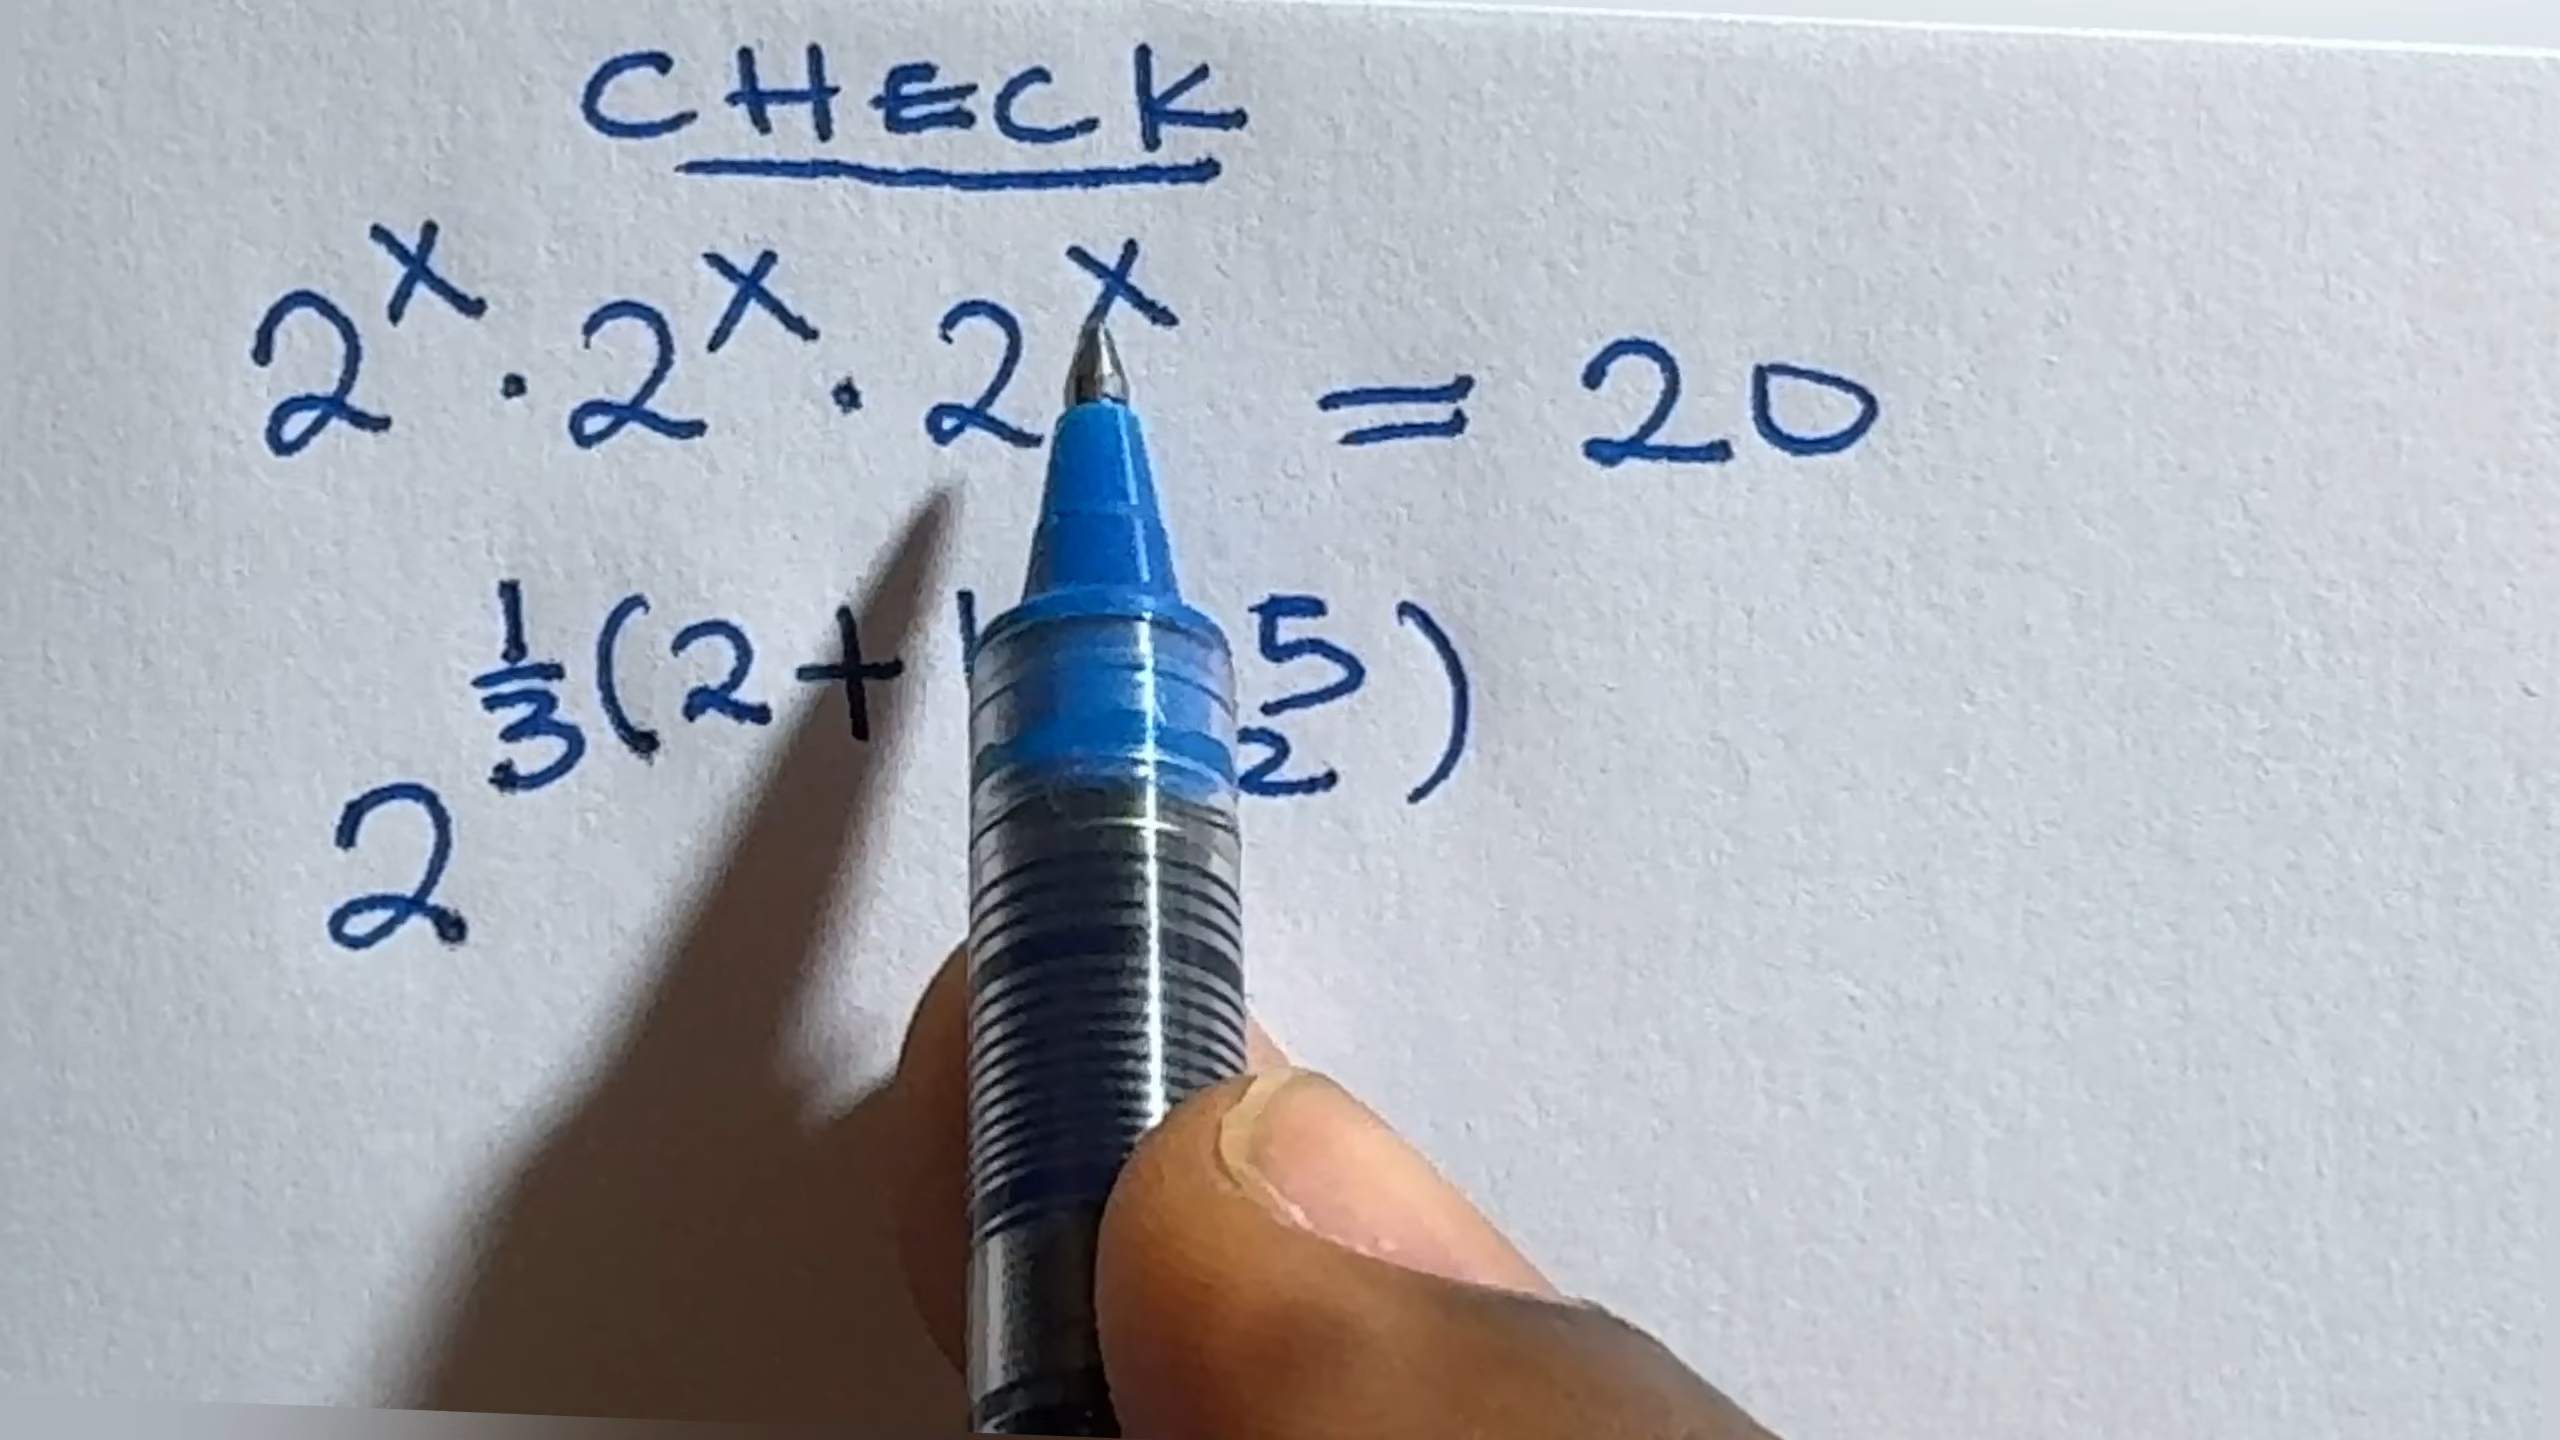 CHECK
2^x · 2^x · 2^x = 20
2^{1/3 (2 + 5 2)}